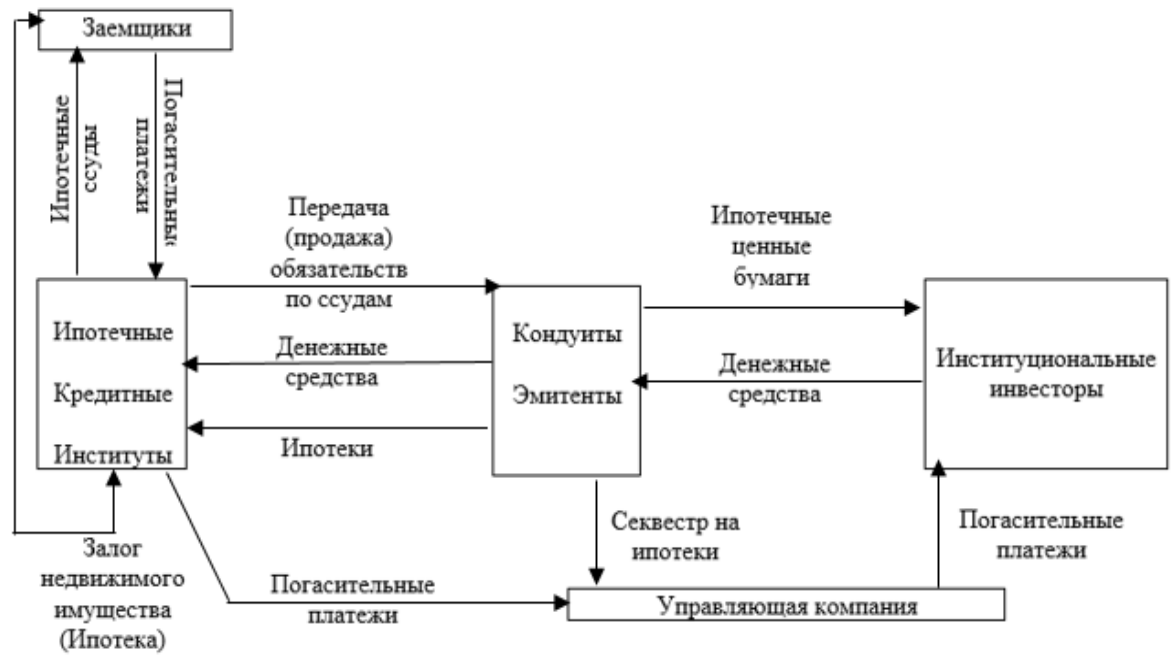 Заемщики
Ипотечные
ссуды
Погасительные
платежи
Передача
(продажа)
обязательств
по ссудам
Ипотечные
ценные
бумаги
Ипотечные
Кредитные
Институты
Денежные
средства
Ипотеки
Кондуиты
Эмитенты
Денежные
средства
Институциональные
инвесторы
Залог
недвижимого
имущества
(Ипотека)
Погасительные
платежи
Секвестр на
ипотеки
Погасительные
платежи
Управляющая компания